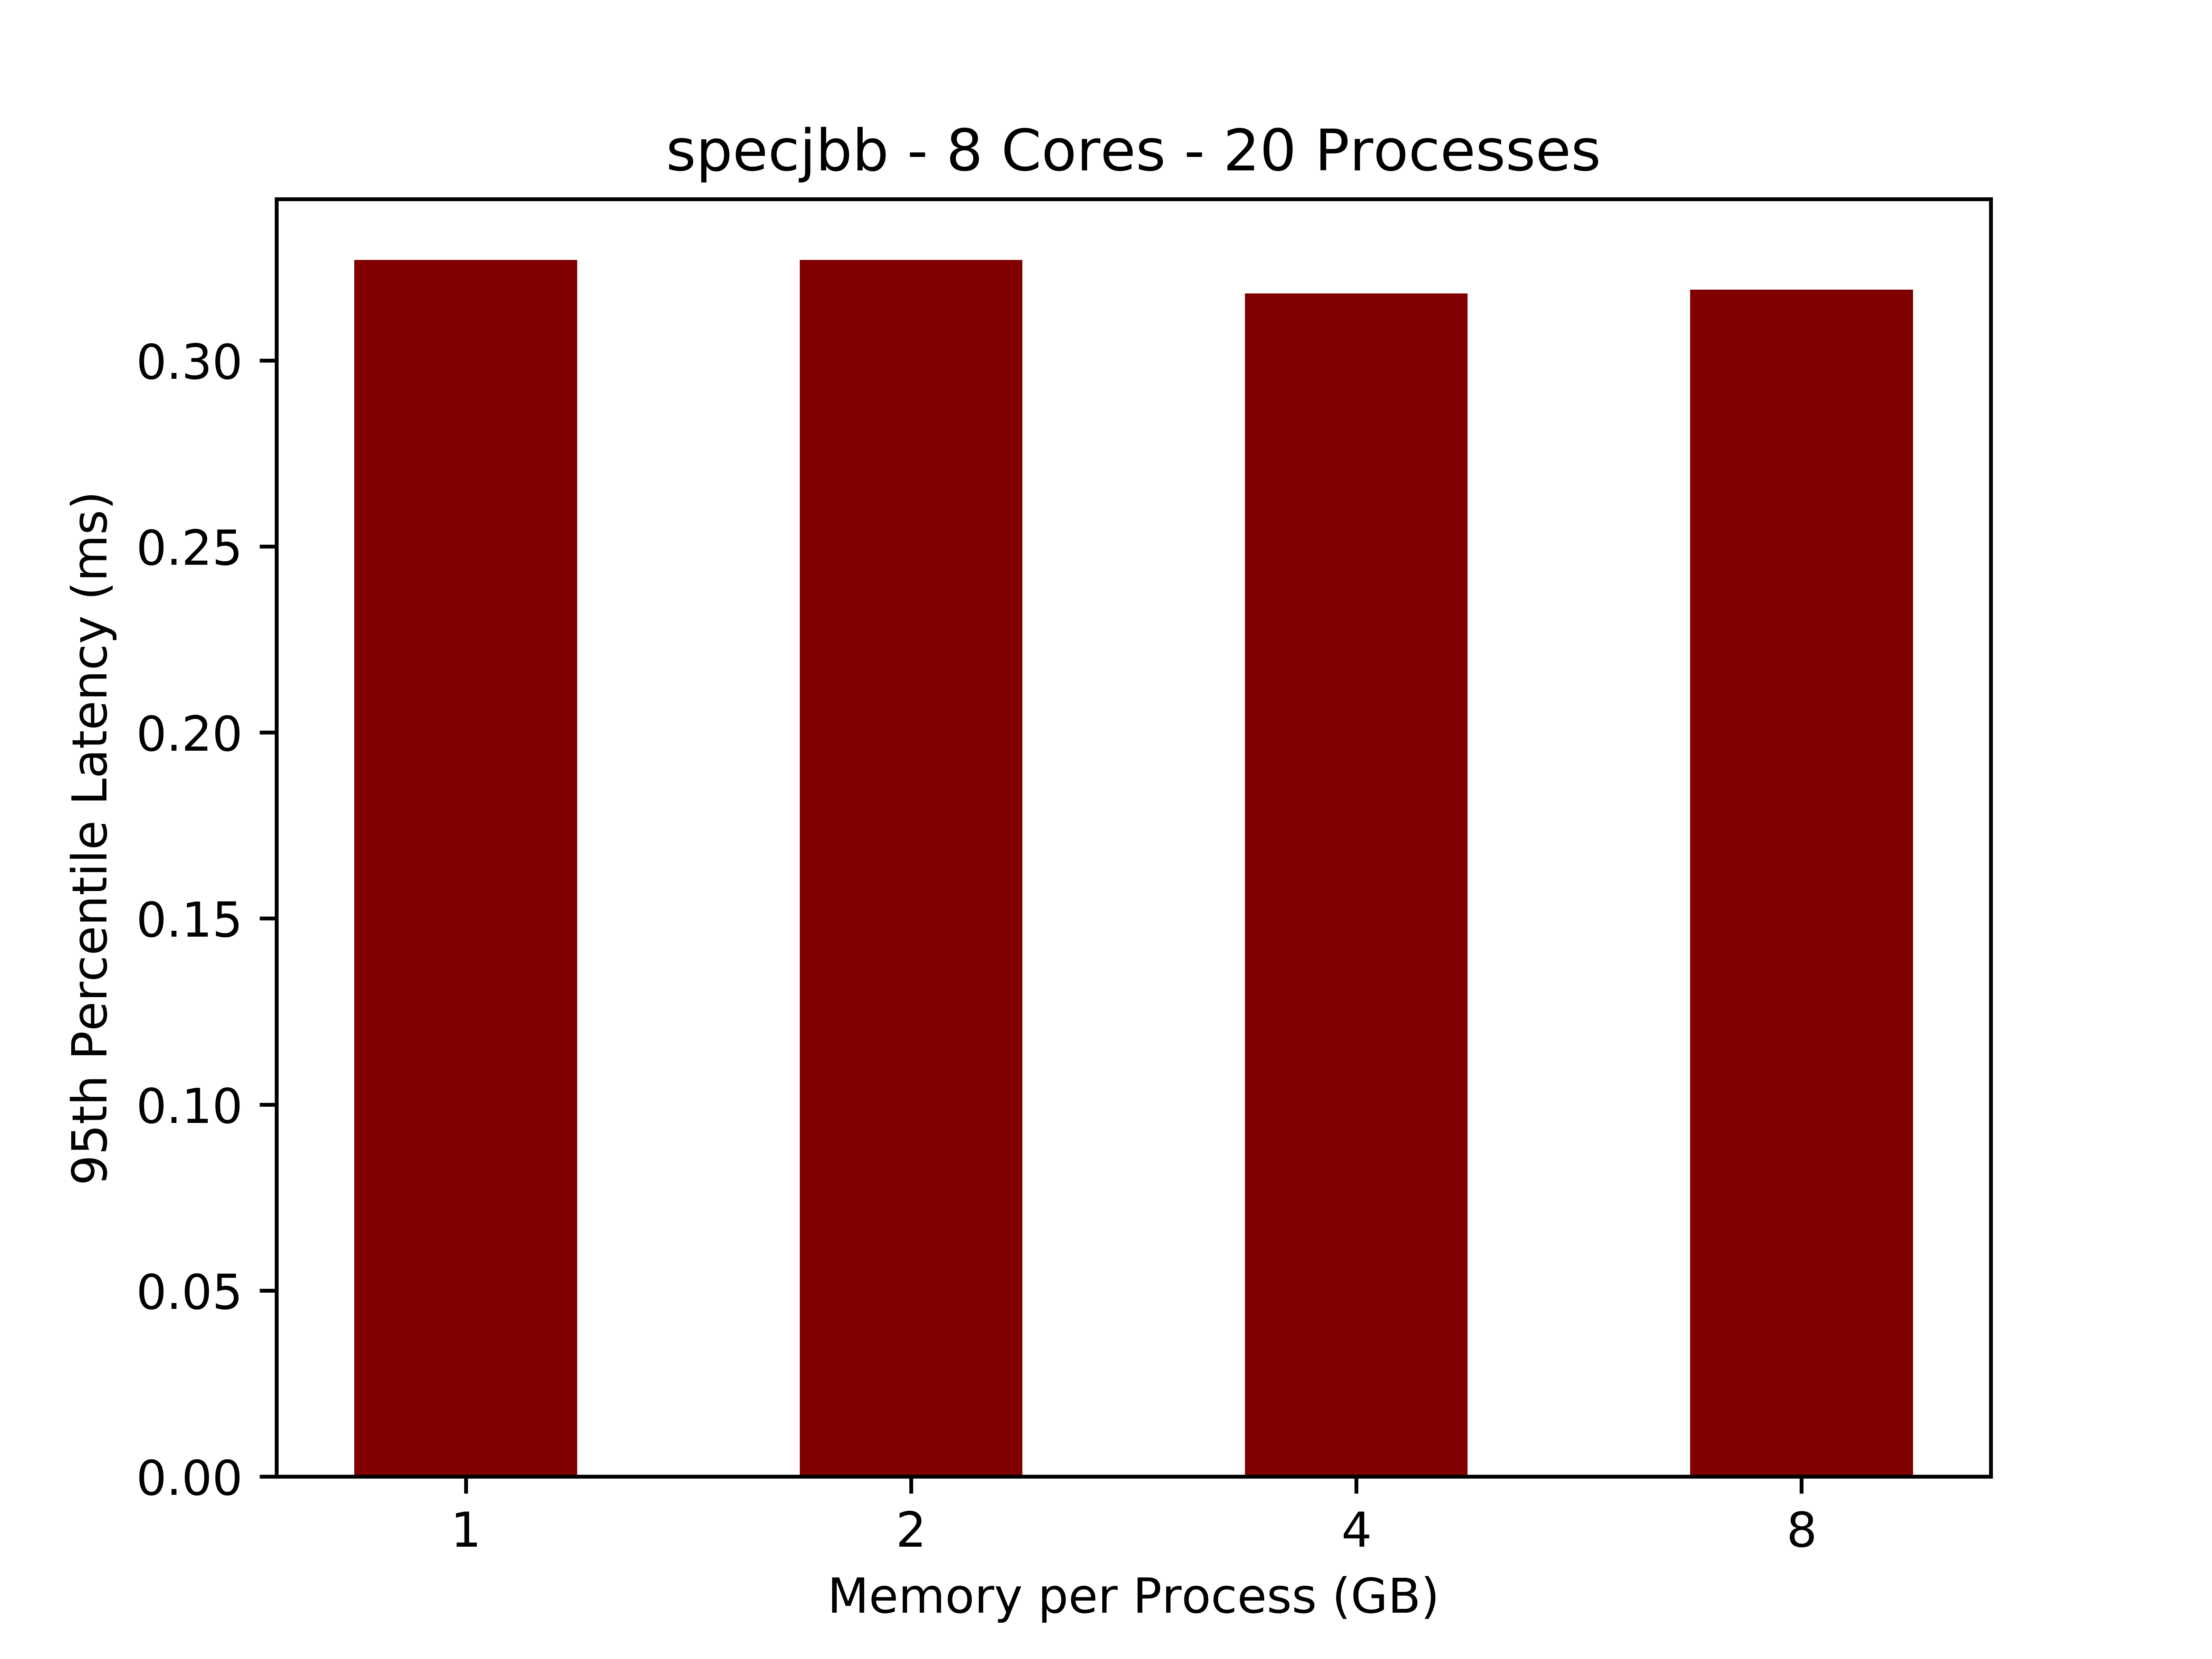 specjbb - 8 Cores - 20 Processes
95th Percentile Latency (ms)
0.30
0.25
0.20
0.15
0.10
0.05
0.00
1 2 4 8
Memory per Process (GB)